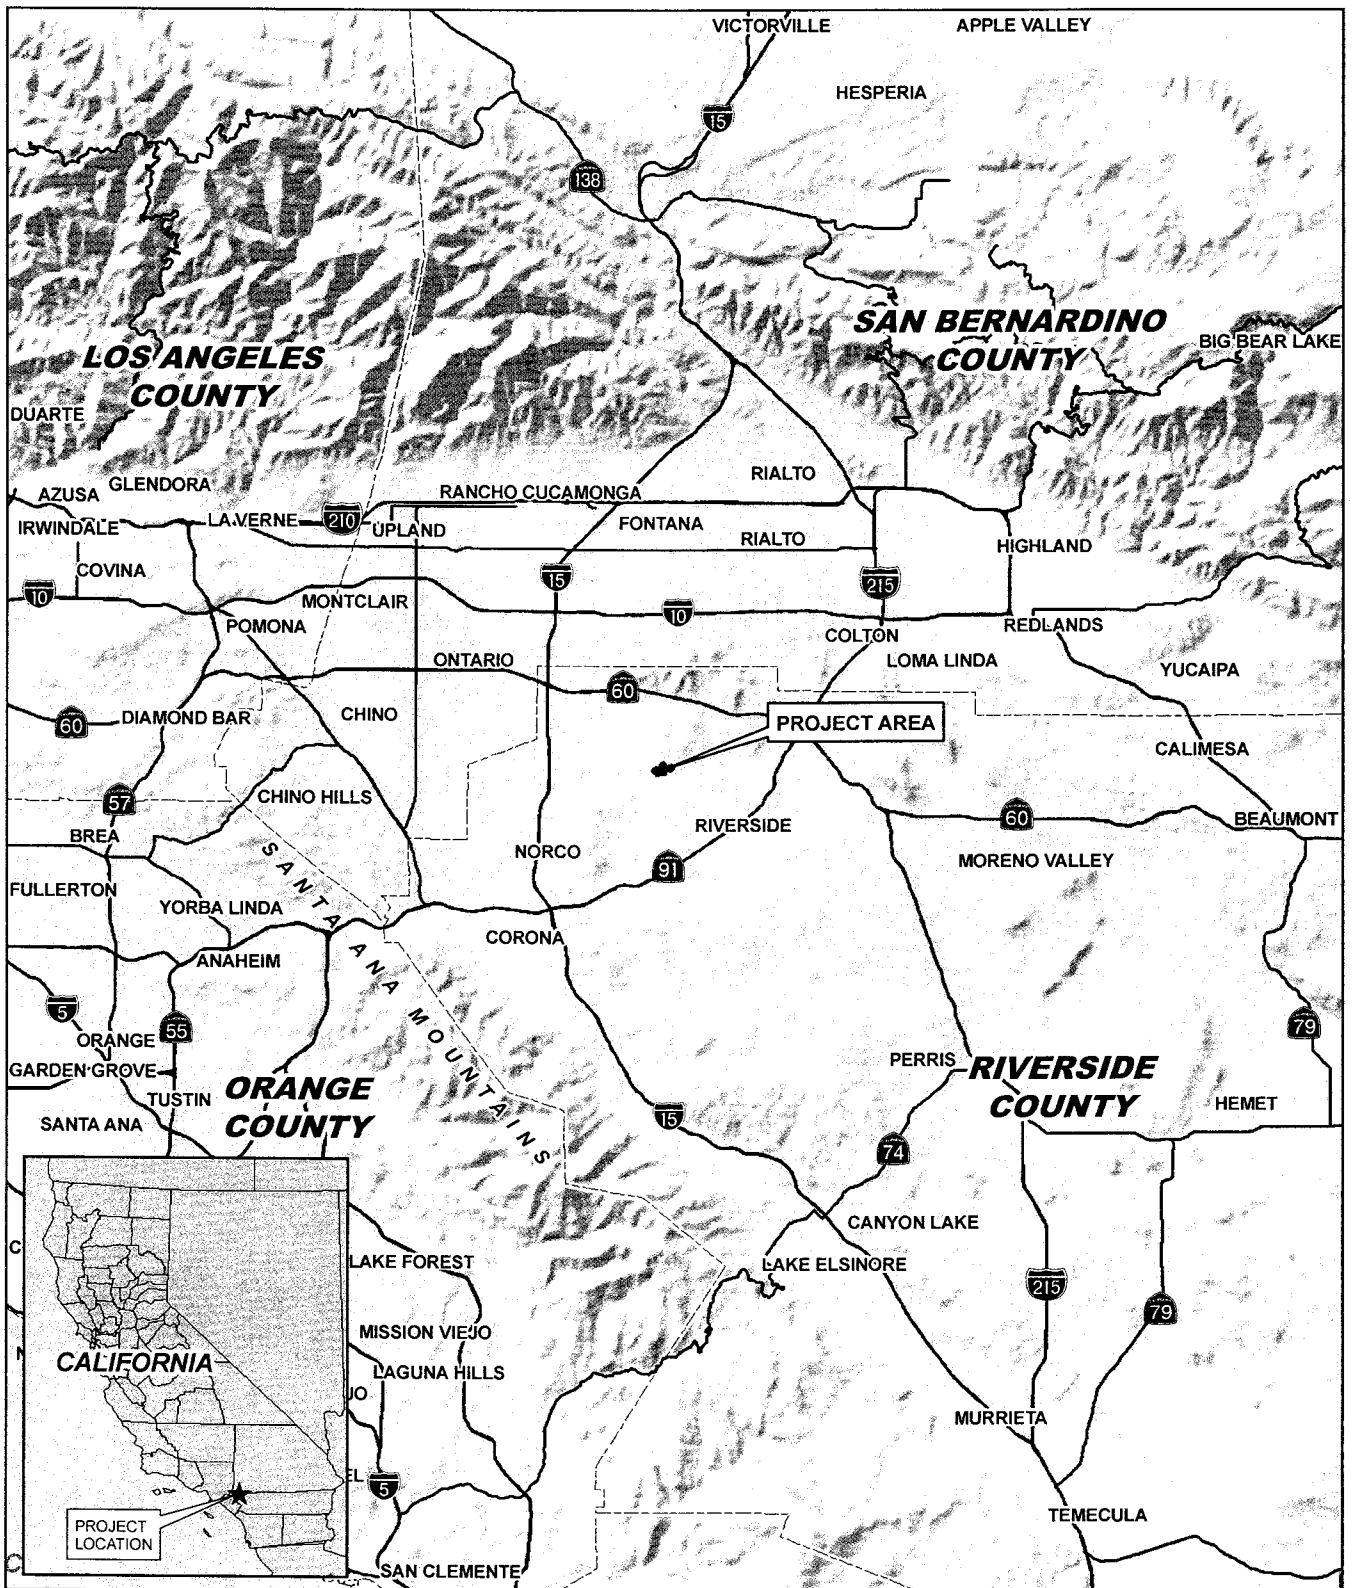 VICTORVILLE
APPLE VALLEY
HESPERIA
15
138
SAN BERNARDINO
COUNTY
BIG BEAR LAKE
LOS ANGELES
COUNTY
DUARTE
RIALTO
GLENDORA
AZUSA
RANCHO CUCAMONGA
IRWINDALE
LA VERNE
210
UPLAND
FONTANA
RIALTO
HIGHLAND
COVINA
15
215
10
MONTCLAIR
10
POMONA
COLTON
REDLANDS
ONTARIO
LOMA LINDA
YUCAIPA
60
60
DIAMOND BAR
CHINO
PROJECT AREA
CALIMESA
57
CHINO HILLS
60
BEAUMONT
BREA
RIVERSIDE
NORCO
MORENO VALLEY
91
FULLERTON
YORBA LINDA
SANTA ANA MOUNTAINS
CORONA
ANAHEIM
5
55
79
ORANGE
PERRIS
GARDEN GROVE
RIVERSIDE
COUNTY
TUSTIN
ORANGE
COUNTY
HEMET
SANTA ANA
15
74
CANYON LAKE
LAKE FOREST
LAKE ELSINORE
215
79
MISSION VIEJO
CALIFORNIA
LAGUNA HILLS
JO
MURRIETA
EL
5
PROJECT
LOCATION
TEMECULA
SAN CLEMENTE